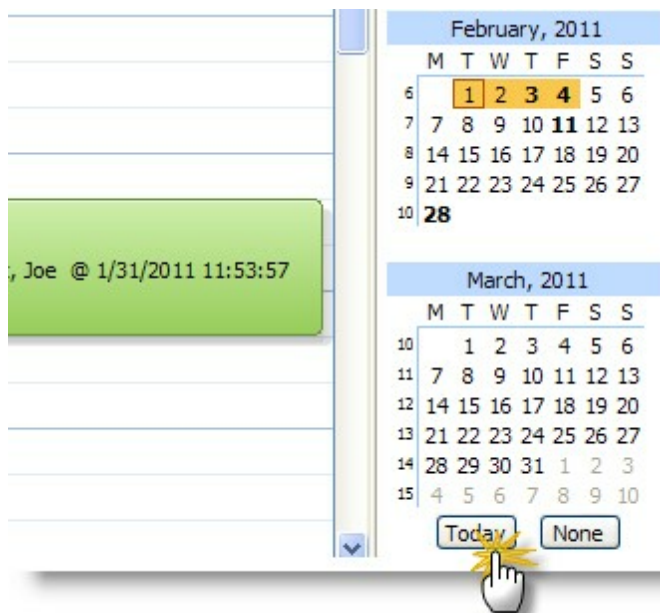 February, 2011
M T W T F S S
6 1 2 3 4 5 6
7 7 8 9 10 11 12 13
8 14 15 16 17 18 19 20
9 21 22 23 24 25 26 27
10 28
, Joe @ 1/31/2011 11:53:57
March, 2011
M T W T F S S
10 1 2 3 4 5 6
11 7 8 9 10 11 12 13
12 14 15 16 17 18 19 20
13 21 22 23 24 25 26 27
14 28 29 30 31 1 2 3
15 4 5 6 7 8 9 10
Today None